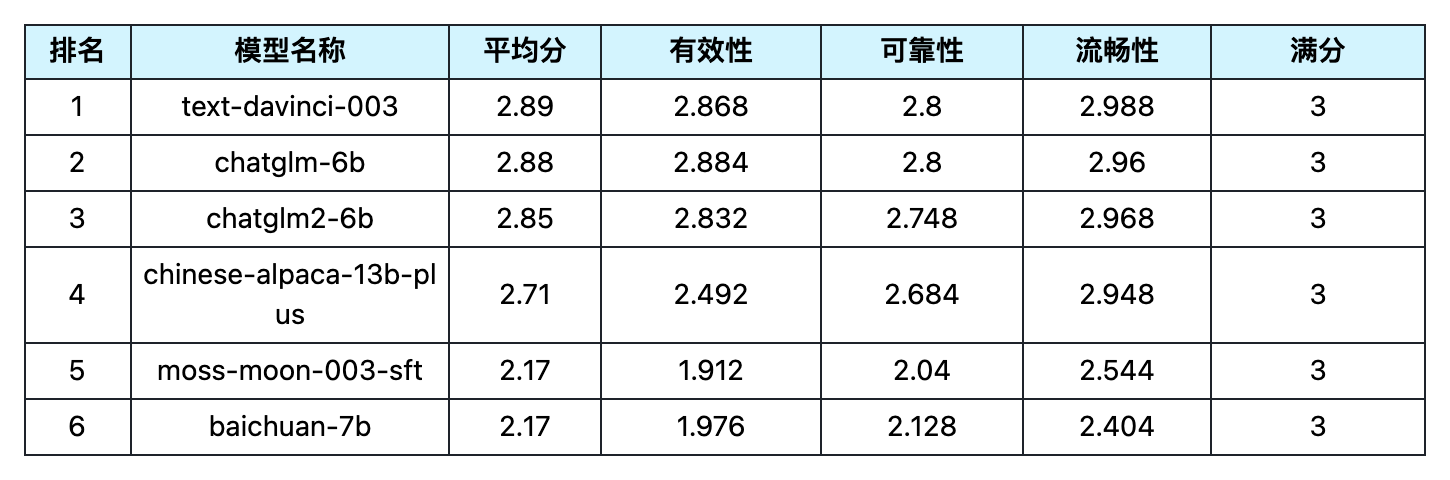 排名 模型名称 平均分 有效性 可靠性 流畅性 满分
1 text-davinci-003 2.89 2.868 2.8 2.988 3
2 chatglm-6b 2.88 2.884 2.8 2.96 3
3 chatglm2-6b 2.85 2.832 2.748 2.968 3
4 chinese-alpaca-13b-pl
us 2.71 2.492 2.684 2.948 3
5 moss-moon-003-sft 2.17 1.912 2.04 2.544 3
6 baichuan-7b 2.17 1.976 2.128 2.404 3